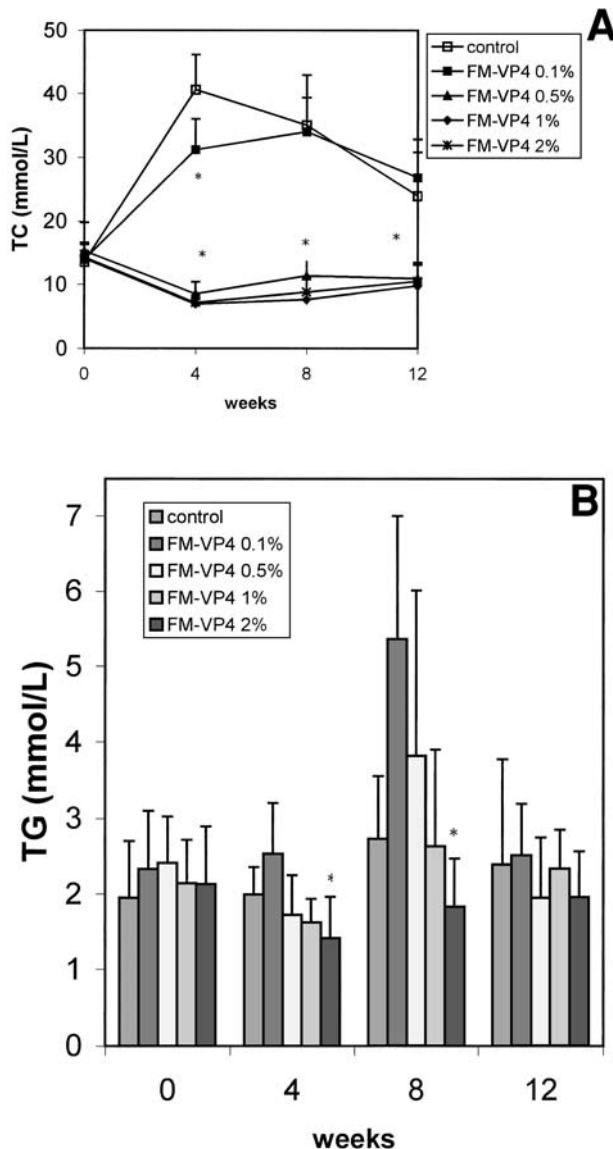 A
50
40
30
20
10
0
TC (mmol/L)
0 4 8 12
weeks
control
FM-VP4 0.1%
FM-VP4 0.5%
FM-VP4 1%
FM-VP4 2%
*
*
*
*
B
control
FM-VP4 0.1%
FM-VP4 0.5%
FM-VP4 1%
FM-VP4 2%
7
6
5
4
3
2
1
0
TG (mmol/L)
*
*
0 4 8 12
weeks